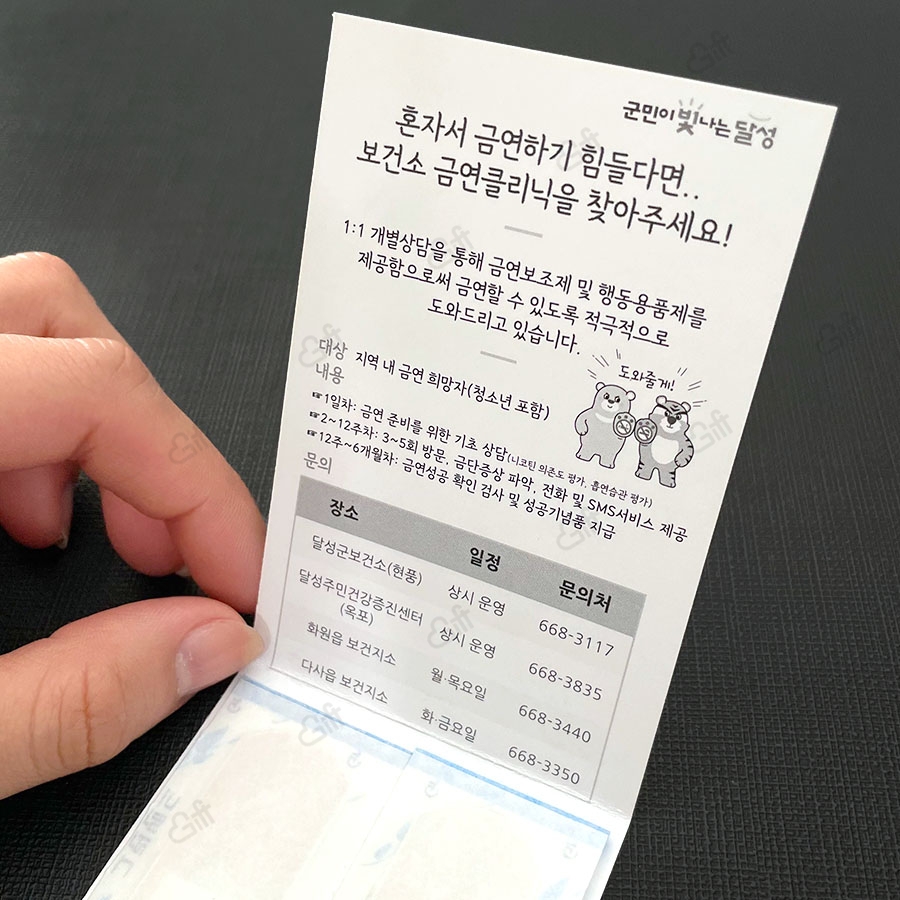 군민이 빛나는 달성
혼자서 금연하기 힘들다면..
보건소 금연클리닉을 찾아주세요!
1:1 개별상담을 통해 금연보조제 및 행동용품제를
제공함으로써 금연할 수 있도록 적극적으로
도와드리고 있습니다.
도와줄게!
대상 지역 내 금연 희망자(청소년 포함)
내용
☞1일차: 금연 준비를 위한 기초 상담(니코틴 의존도 평가, 흡연습관 평가)
☞2~12주차: 3~5회 방문, 금단증상 파악, 전화 및 SMS서비스 제공
☞12주~6개월차: 금연성공 확인 검사 및 성공기념품 지급
문의
장소 일정 문의처
달성군보건소(현풍) 상시 운영 668-3117
달성주민건강증진센터
(옥포) 상시 운영 668-3835
화원읍 보건지소 월·목요일 668-3440
다사읍 보건지소 화·금요일 668-3350